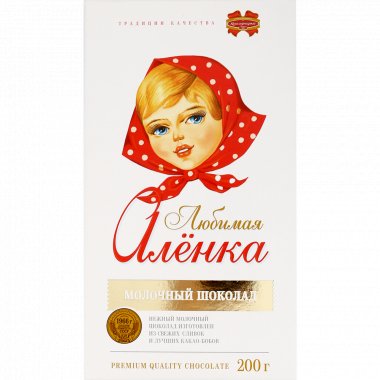 ТРАДИЦИИ КАЧЕСТВА
Любимая
Алёнка
МОЛОЧНЫЙ ШОКОЛАД
1966 г
НЕЖНЫЙ МОЛОЧНЫЙ
ШОКОЛАД ИЗГОТОВЛЕН
ИЗ СВЕЖИХ СЛИВОК
И ЛУЧШИХ КАКАО-БОБОВ
PREMIUM QUALITY CHOCOLATE 200 г